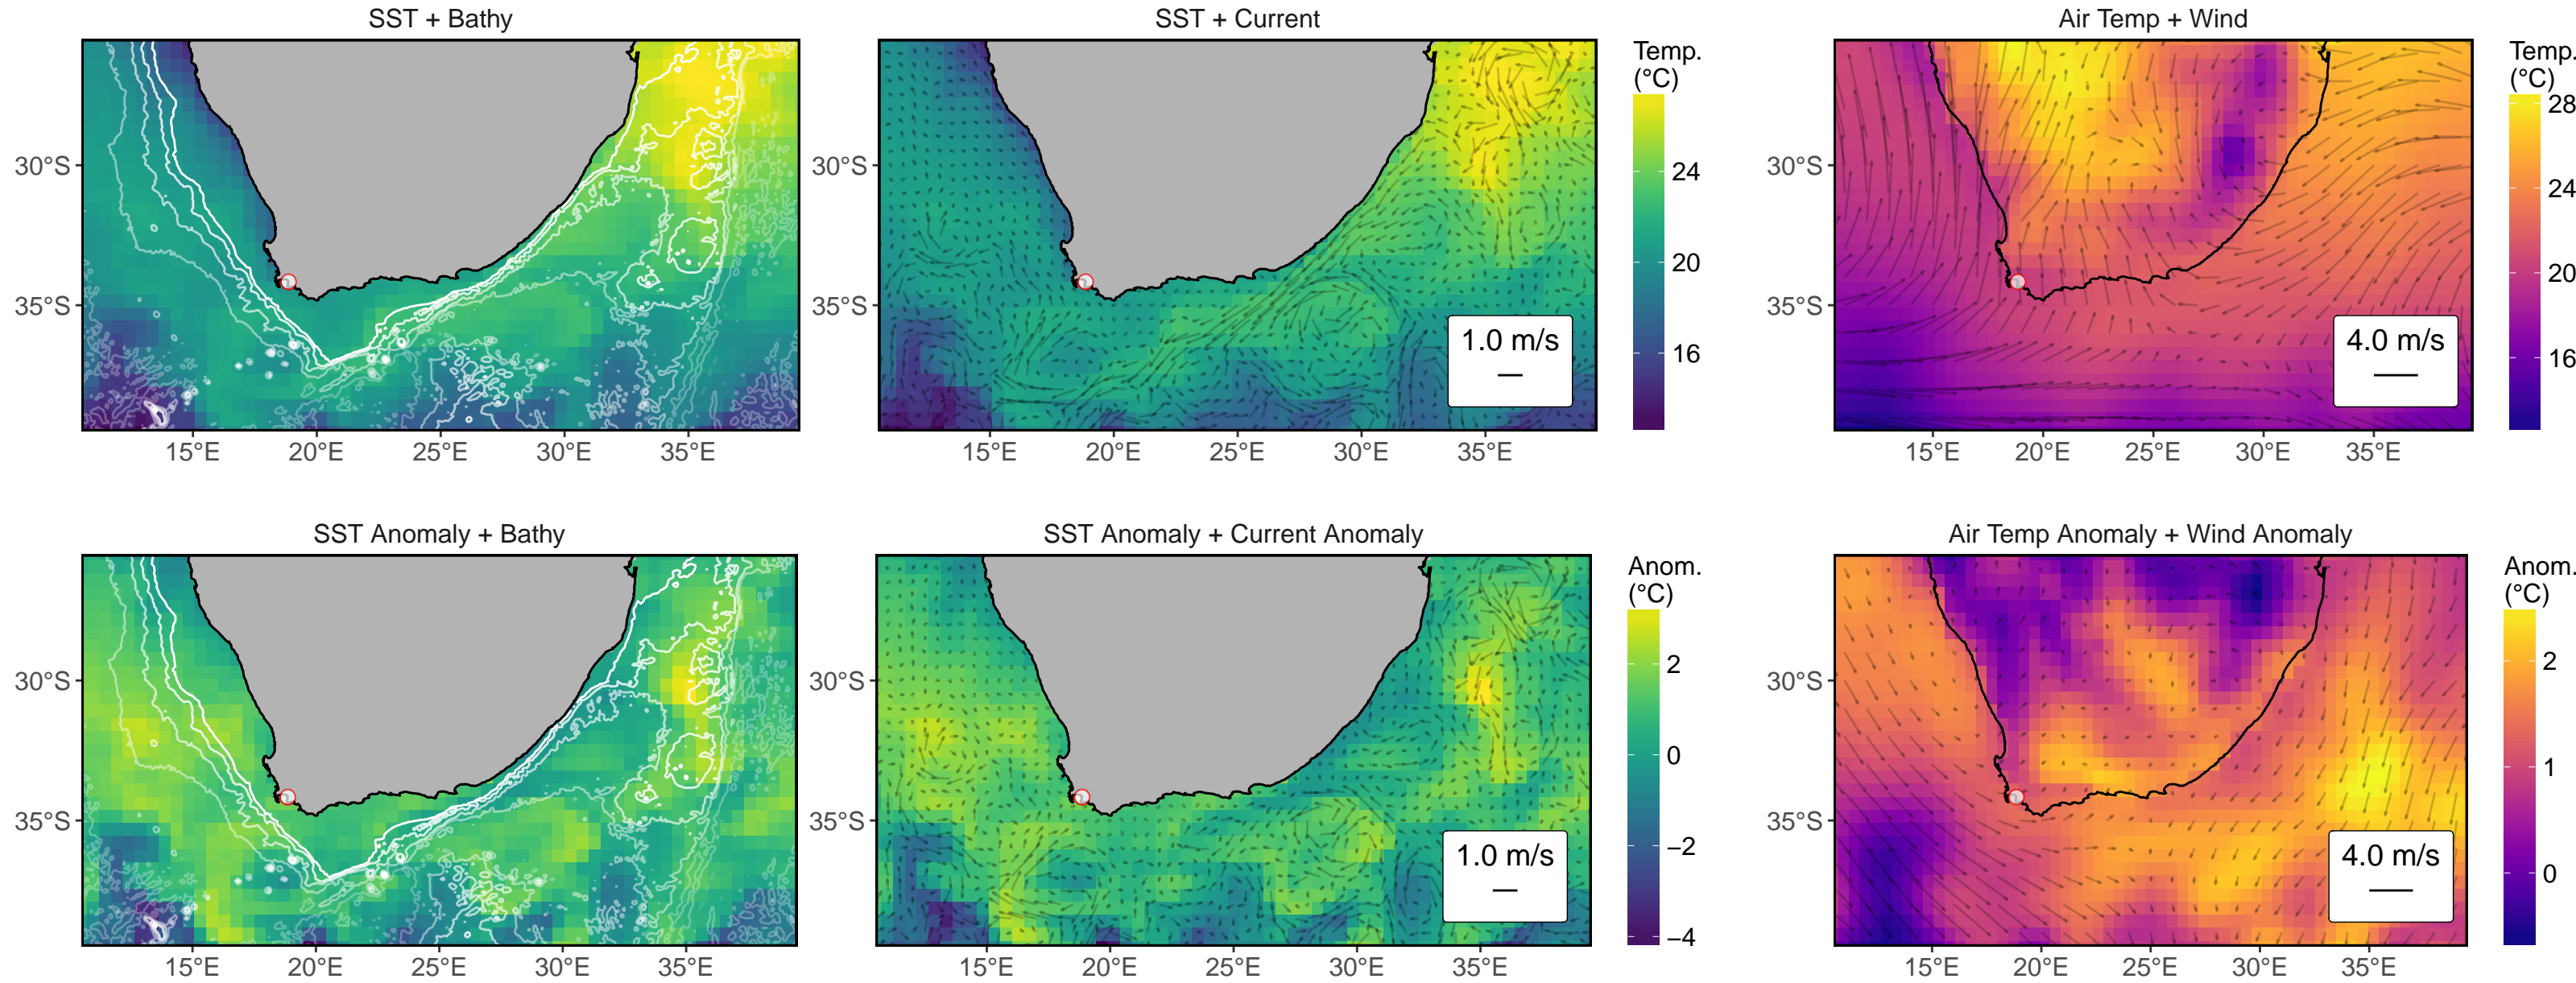 SST + Bathy
SST + Current
Air Temp + Wind
30°S
35°S
15°E 20°E 25°E 30°E 35°E
30°S
35°S
15°E 20°E 25°E 30°E 35°E
1.0 m/s
Temp.
(°C)
24
20
16
30°S
35°S
15°E 20°E 25°E 30°E 35°E
4.0 m/s
Temp.
(°C)
28
24
20
16
SST Anomaly + Bathy
SST Anomaly + Current Anomaly
Air Temp Anomaly + Wind Anomaly
30°S
35°S
15°E 20°E 25°E 30°E 35°E
30°S
35°S
15°E 20°E 25°E 30°E 35°E
1.0 m/s
Anom.
(°C)
2
0
−2
−4
30°S
35°S
15°E 20°E 25°E 30°E 35°E
4.0 m/s
Anom.
(°C)
2
1
0